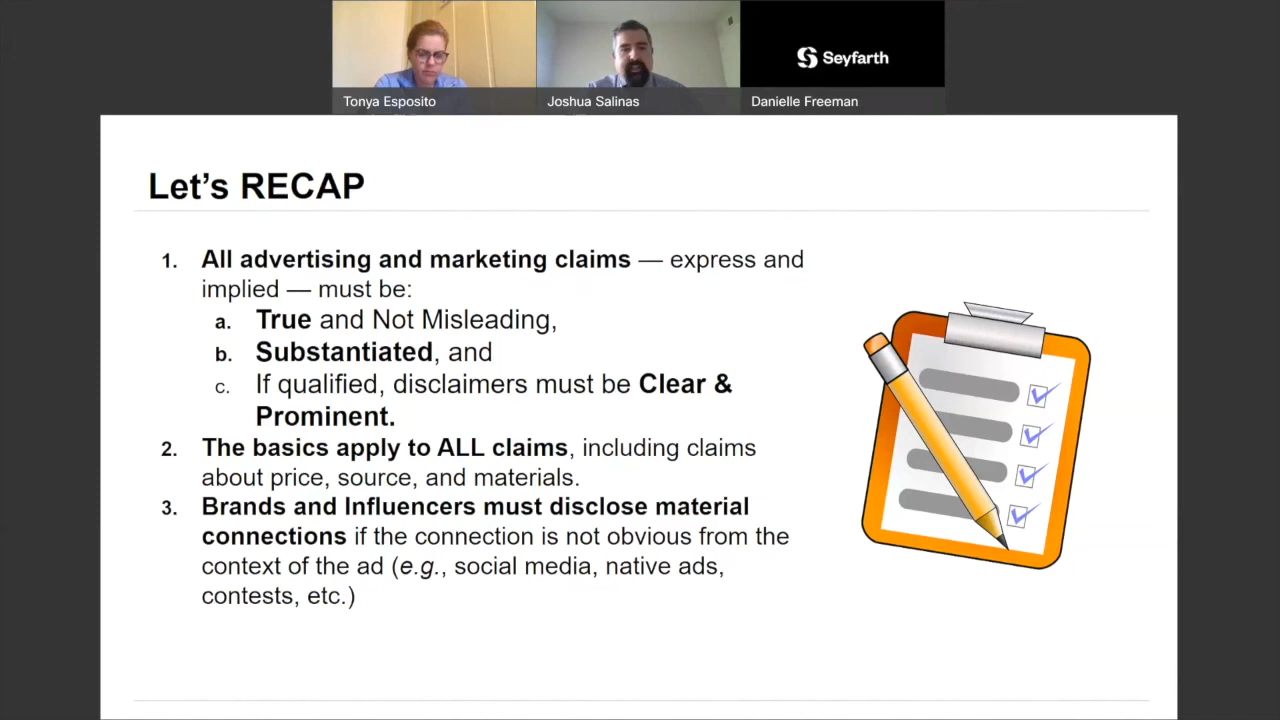 Seyfarth
Tonya Esposito
Joshua Salinas
Danielle Freeman
Let's RECAP
1. All advertising and marketing claims — express and
implied — must be:
a. True and Not Misleading,
b. Substantiated, and
c. If qualified, disclaimers must be Clear &
Prominent.
2. The basics apply to ALL claims, including claims
about price, source, and materials.
3. Brands and Influencers must disclose material
connections if the connection is not obvious from the
context of the ad (e.g., social media, native ads,
contests, etc.)